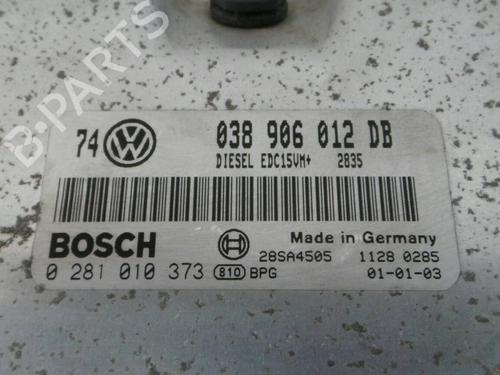 B-PARTS
74 038 906 012 DB
DIESEL EDC15VM+ 2835
BOSCH Made in Germany
28SA4505 1128 0285
0 281 010 373 810 BPG 01-01-03